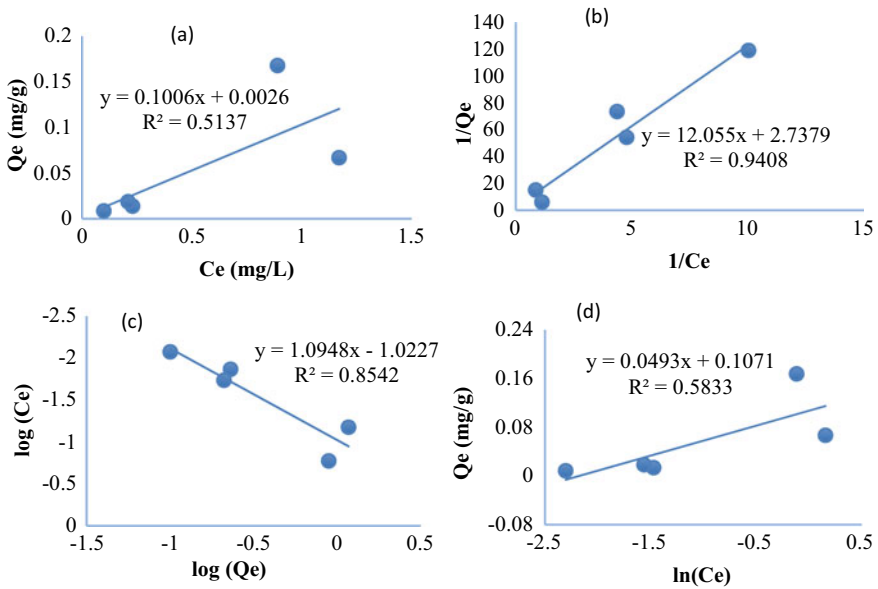 (a)
Qe (mg/g)
0.2
0.15
0.1
0.05
0
y = 0.1006x + 0.0026
R² = 0.5137
0 0.5 1 1.5
Ce (mg/L)
(b)
1/Qe
140
120
100
80
60
40
20
0
y = 12.055x + 2.7379
R² = 0.9408
0 5 10 15
1/Ce
(c)
log (Ce)
-2.5
-2
-1.5
-1
-0.5
0
y = 1.0948x - 1.0227
R² = 0.8542
-1.5 -1 -0.5 0 0.5
log (Qe)
(d)
Qe (mg/g)
0.24
0.16
0.08
0
-0.08
y = 0.0493x + 0.1071
R² = 0.5833
-2.5 -1.5 -0.5 0.5
ln(Ce)